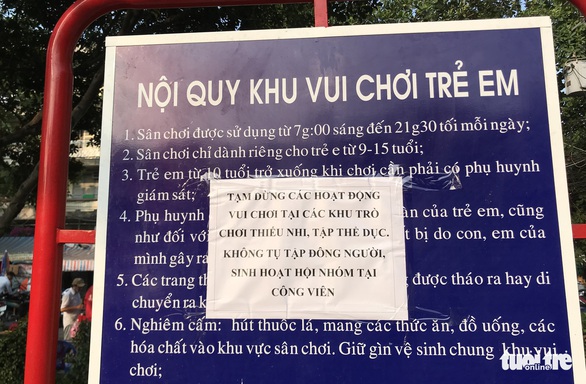 NỘI QUY KHU VUI CHƠI TRẺ EM
1. Sân chơi được sử dụng từ 7g:00 sáng đến 21g30 tối mỗi ngày;
2. Sân chơi chỉ dành riêng cho trẻ e từ 9-15 tuổi;
3. Trẻ em từ 10 tuổi trở xuống khi chơi cần phải có phụ huynh
giám sát;
TẠM DỪNG CÁC HOẠT ĐỘNG
VUI CHƠI TẠI CÁC KHU TRÒ
CHƠI THIẾU NHI, TẬP THỂ DỤC.
KHÔNG TỤ TẬP ĐÔNG NGƯỜI,
SINH HOẠT HỘI NHÓM TẠI
CÔNG VIÊN
4. Phụ huynh của trẻ em, cũng
như đối với bị do con, em của
mình gây ra
5. Các trang được tháo ra hay di
chuyển ra
6. Nghiêm cấm: hút thuốc lá, mang các thức ăn, đồ uống, các
hóa chất vào khu vực sân chơi. Giữ gìn vệ sinh chung khu vui
chơi;
tuổi trẻ
online